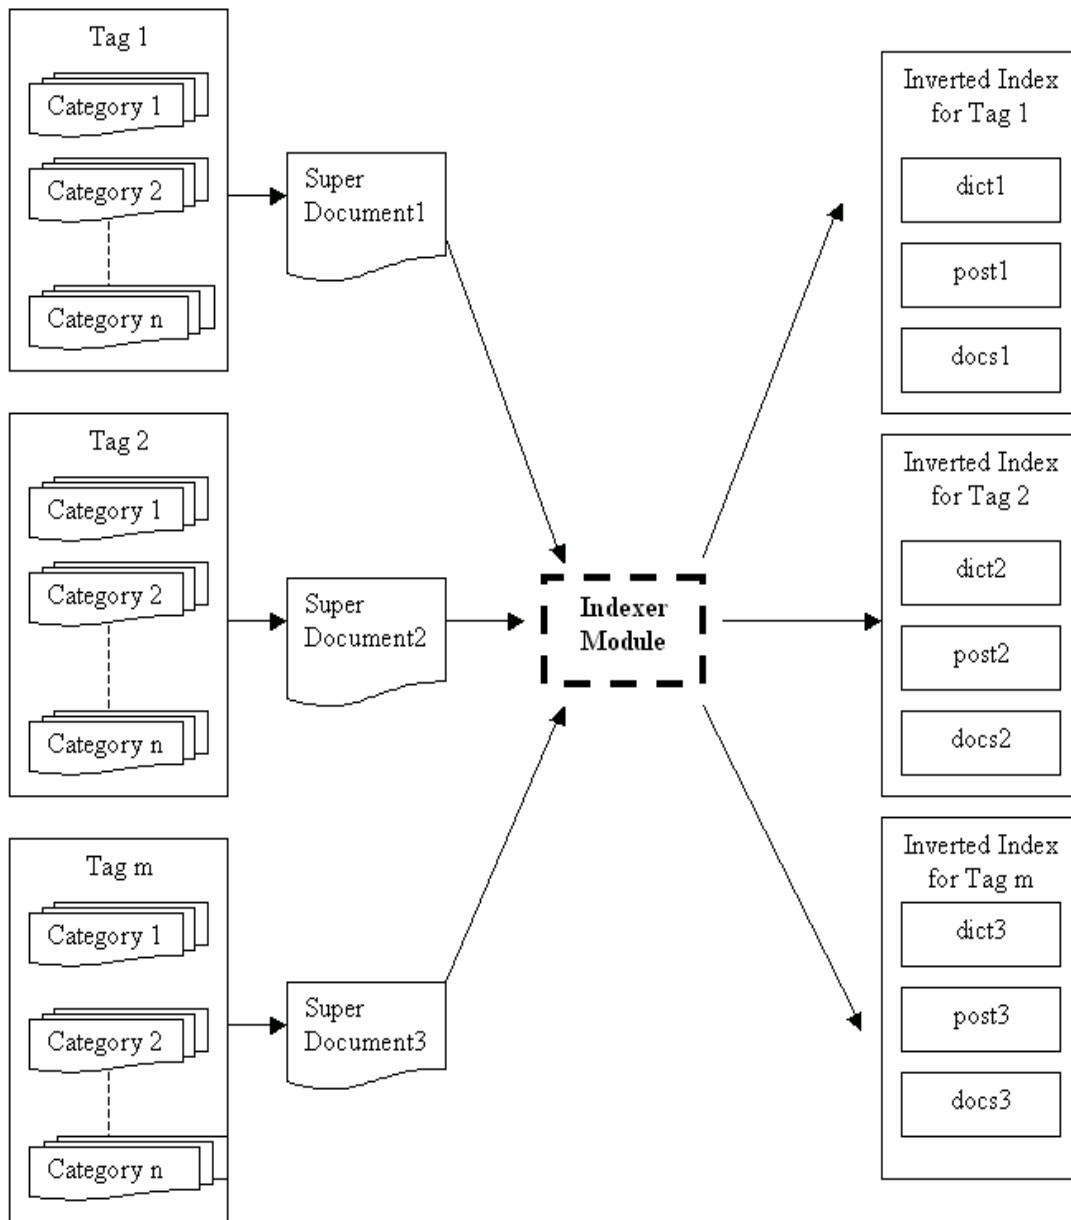 Tag 1
Category 1
Category 2
Category n
Super
Document1
Inverted Index
for Tag 1
dict1
post1
docs1
Tag 2
Category 1
Category 2
Category n
Super
Document2
Indexer
Module
Inverted Index
for Tag 2
dict2
post2
docs2
Tag m
Category 1
Category 2
Category n
Super
Document3
Inverted Index
for Tag m
dict3
post3
docs3